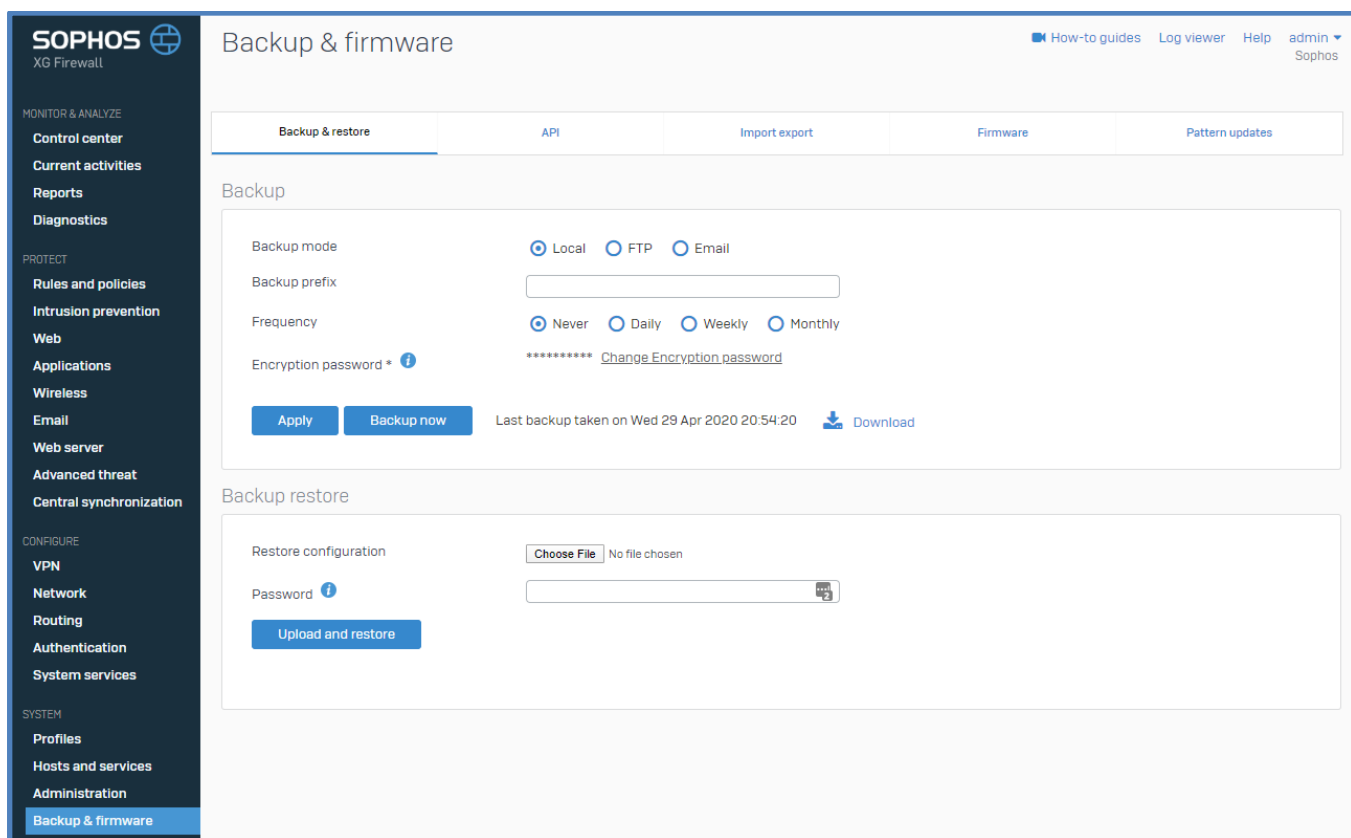 SOPHOS
XG Firewall
MONITOR & ANALYZE
Control center
Current activities
Reports
Diagnostics
PROTECT
Rules and policies
Intrusion prevention
Web
Applications
Wireless
Email
Web server
Advanced threat
Central synchronization
CONFIGURE
VPN
Network
Routing
Authentication
System services
SYSTEM
Profiles
Hosts and services
Administration
Backup & firmware
Backup & firmware
How-to guides Log viewer Help admin
Sophos
Backup & restore API Import export Firmware Pattern updates
Backup
Backup mode Local FTP Email
Backup prefix
Frequency Never Daily Weekly Monthly
Encryption password * i ********** Change Encryption password
Apply Backup now Last backup taken on Wed 29 Apr 2020 20:54:20 Download
Backup restore
Restore configuration Choose File No file chosen
Password i 2
Upload and restore